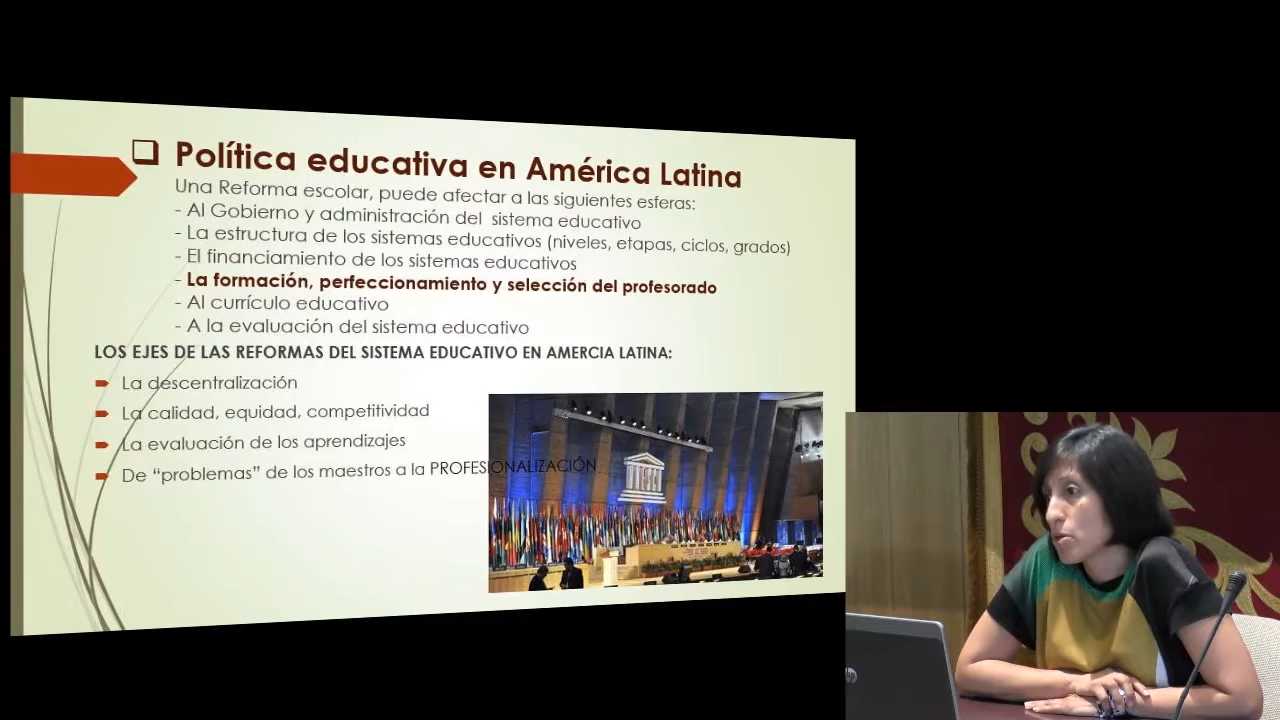 Política educativa en América Latina
Una Reforma escolar, puede afectar a las siguientes esferas:
- Al Gobierno y administración del sistema educativo
- La estructura de los sistemas educativos (niveles, etapas, ciclos, grados)
- El financiamiento de los sistemas educativos
- La formación, perfeccionamiento y selección del profesorado
- Al currículo educativo
- A la evaluación del sistema educativo
LOS EJES DE LAS REFORMAS DEL SISTEMA EDUCATIVO EN AMERCIA LATINA:
La descentralización
La calidad, equidad, competitividad
La evaluación de los aprendizajes
De “problemas” de los maestros a la PROFESIONALIZACIÓN
UNESCO
hp